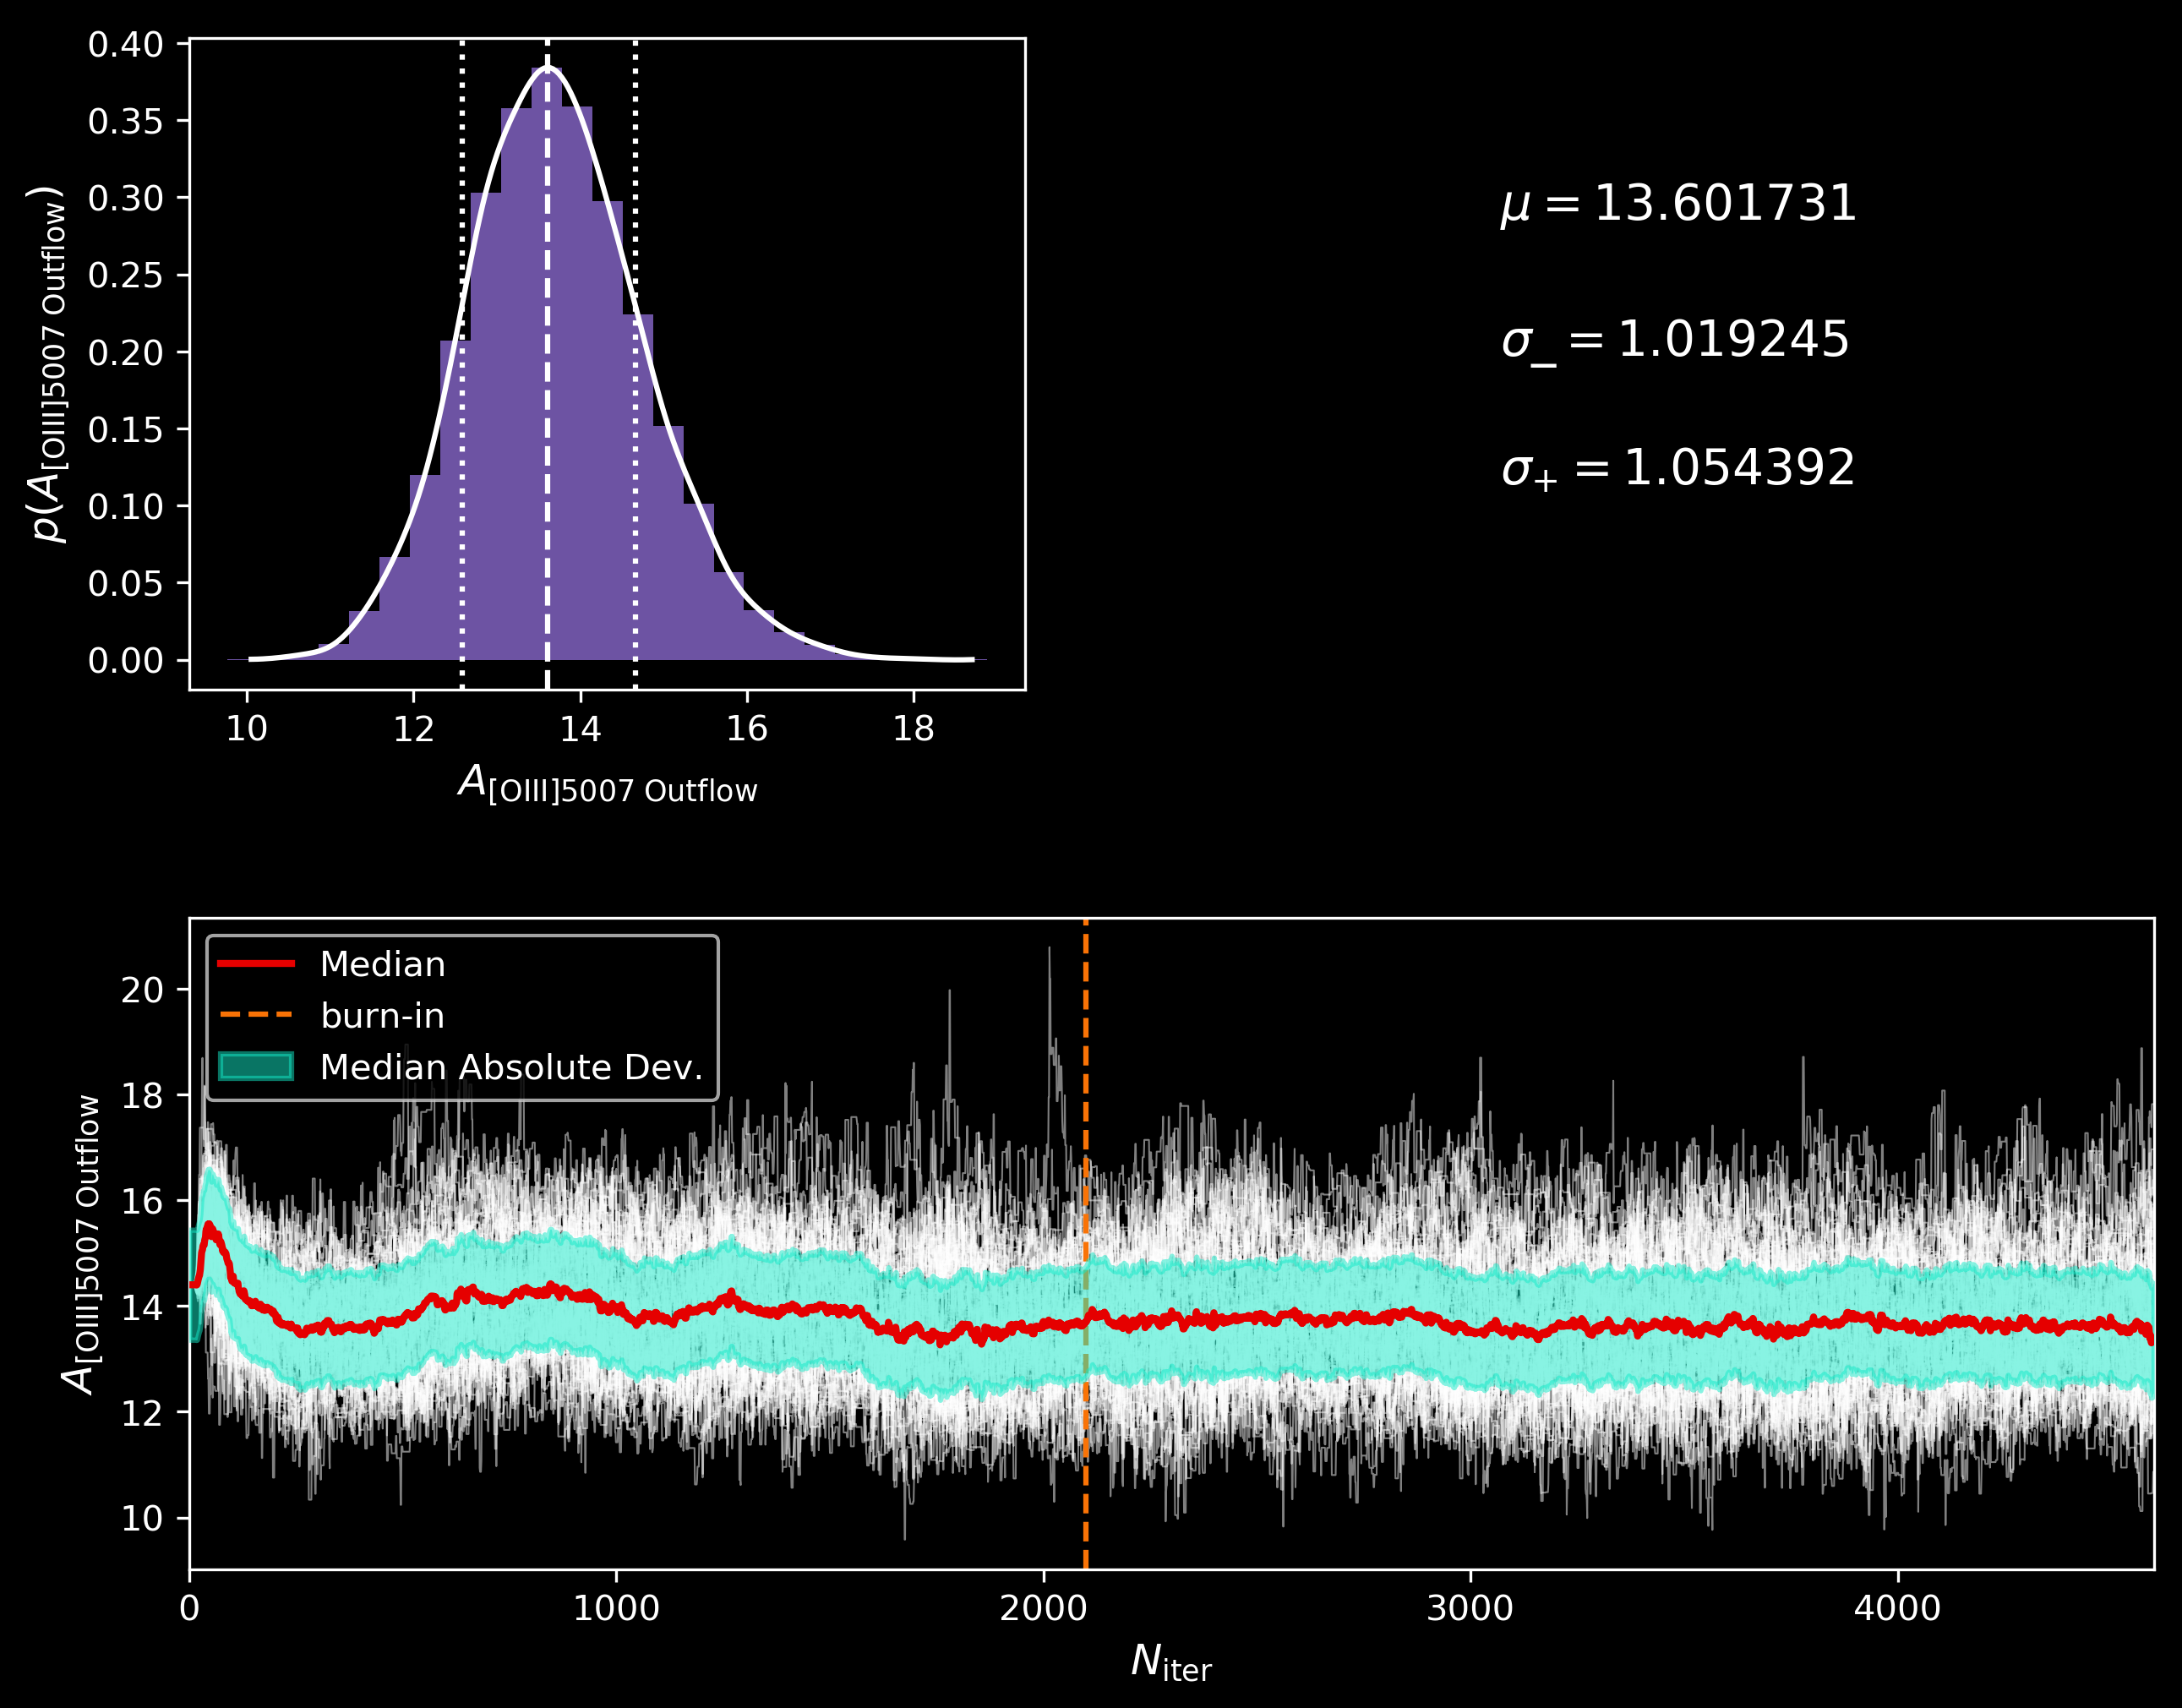 0.40
0.35
0.30
0.25
0.20
0.15
0.10
0.05
0.00
p(A[OIII]5007 Outflow)
10 12 14 16 18
A[OIII]5007 Outflow
μ = 13.601731
σ− = 1.019245
σ+ = 1.054392
Median
burn-in
Median Absolute Dev.
20
18
16
14
12
10
A[OIII]5007 Outflow
0 1000 2000 3000 4000
Niter